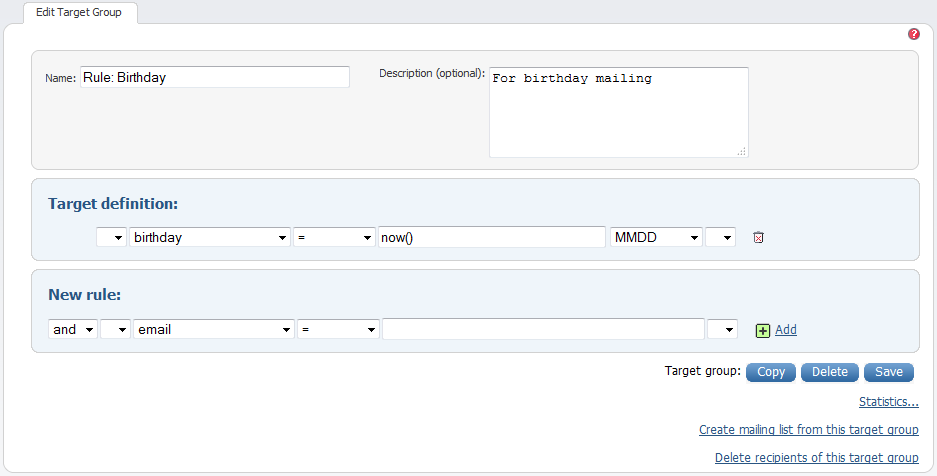 Edit Target Group
?
Name: Rule: Birthday Description (optional): For birthday mailing
Target definition:
birthday = now() MMDD
New rule:
and email = Add
Target group: Copy Delete Save
Statistics...
Create mailing list from this target group
Delete recipients of this target group